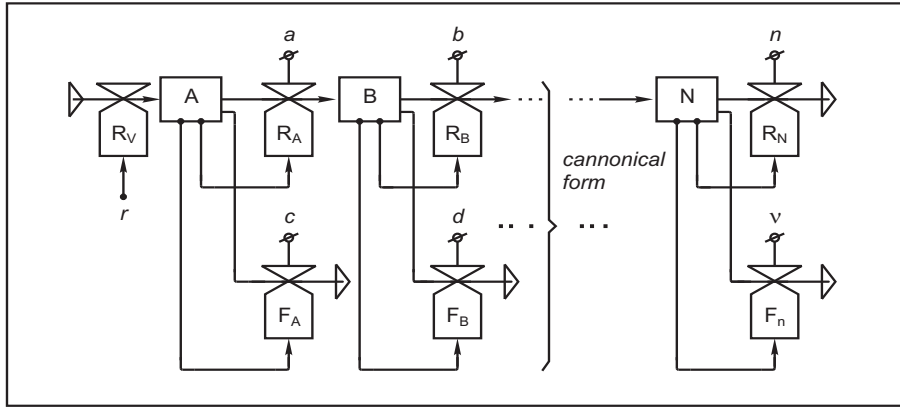 a b n
A B N
R_V R_A R_B R_N
cannonical
form
r c d ν
F_A F_B F_n